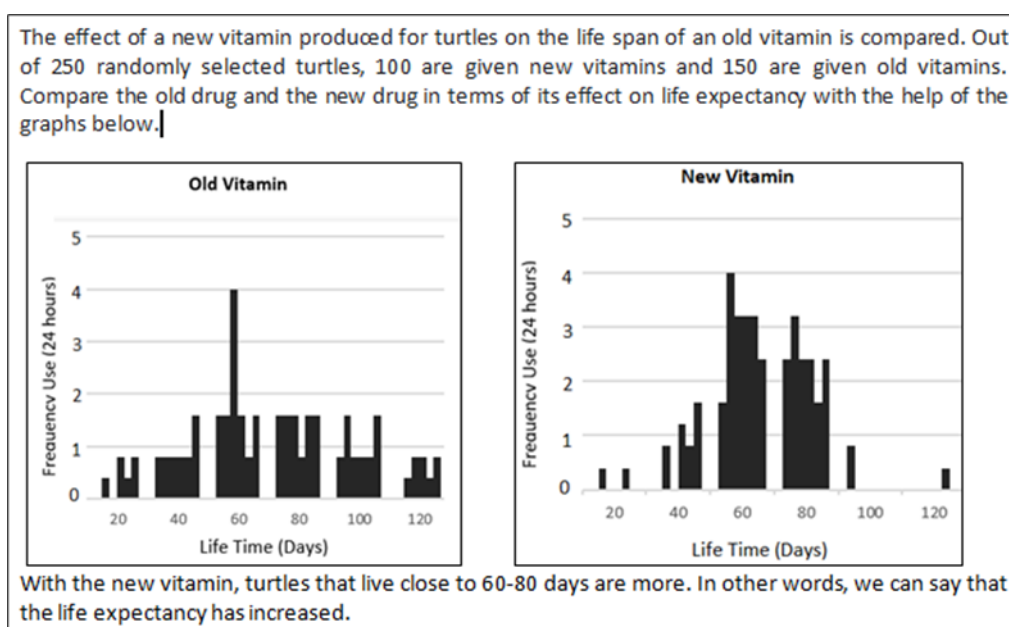 The effect of a new vitamin produced for turtles on the life span of an old vitamin is compared. Out
of 250 randomly selected turtles, 100 are given new vitamins and 150 are given old vitamins.
Compare the old drug and the new drug in terms of its effect on life expectancy with the help of the
graphs below.
Old Vitamin
5
4
3
2
1
0
Frequency Use (24 hours)
20 40 60 80 100 120
Life Time (Days)
New Vitamin
5
4
3
2
1
0
Frequency Use (24 hours)
20 40 60 80 100 120
Life Time (Days)
With the new vitamin, turtles that live close to 60-80 days are more. In other words, we can say that
the life expectancy has increased.